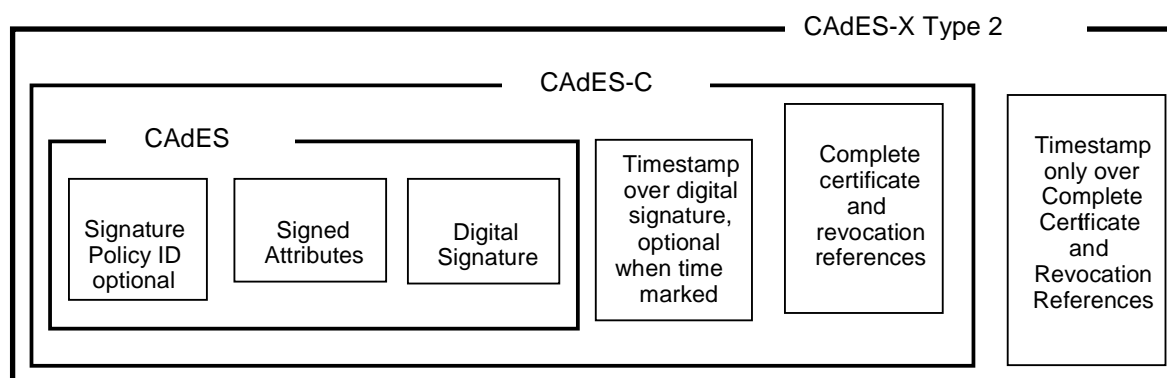 CAdES-X Type 2
CAdES-C
CAdES
Signature
Policy ID
optional
Signed
Attributes
Digital
Signature
Timestamp
over digital
signature,
optional
when time
marked
Complete
certificate
and
revocation
references
Timestamp
only over
Complete
Certificate
and
Revocation
References